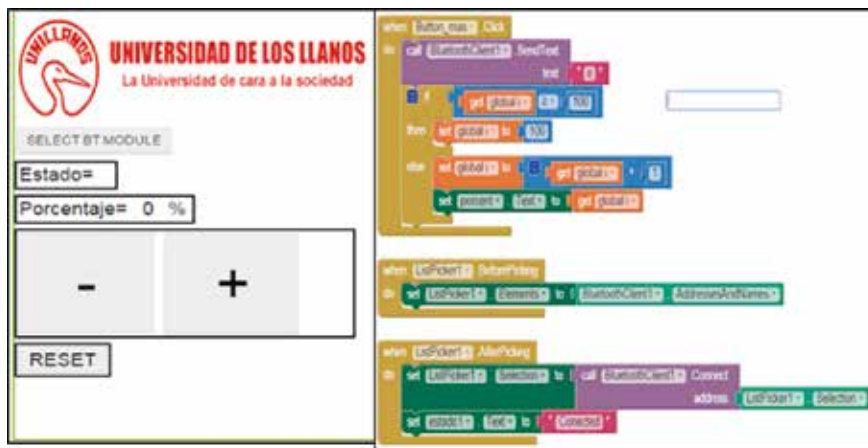 UNILLANOS
UNIVERSIDAD DE LOS LLANOS
La Universidad de cara a la sociedad
SELECT BT MODULE
Estado=
Porcentaje= 0 %
- +
RESET
when Button_mas Click
do call BluetoothClient1 SendText
text
if get global i ≥ 100
then set global i to 100
else set global i to get global i + 1
set porcent Text to get global i
when ListPicker1 BeforePicking
do set ListPicker1 Elements to BluetoothClient1 AddressesAndNames
when ListPicker1 AfterPicking
do set ListPicker1 Selection to call BluetoothClient1 Connect
address ListPicker1 Selection
set estado1 Text to "Conected"